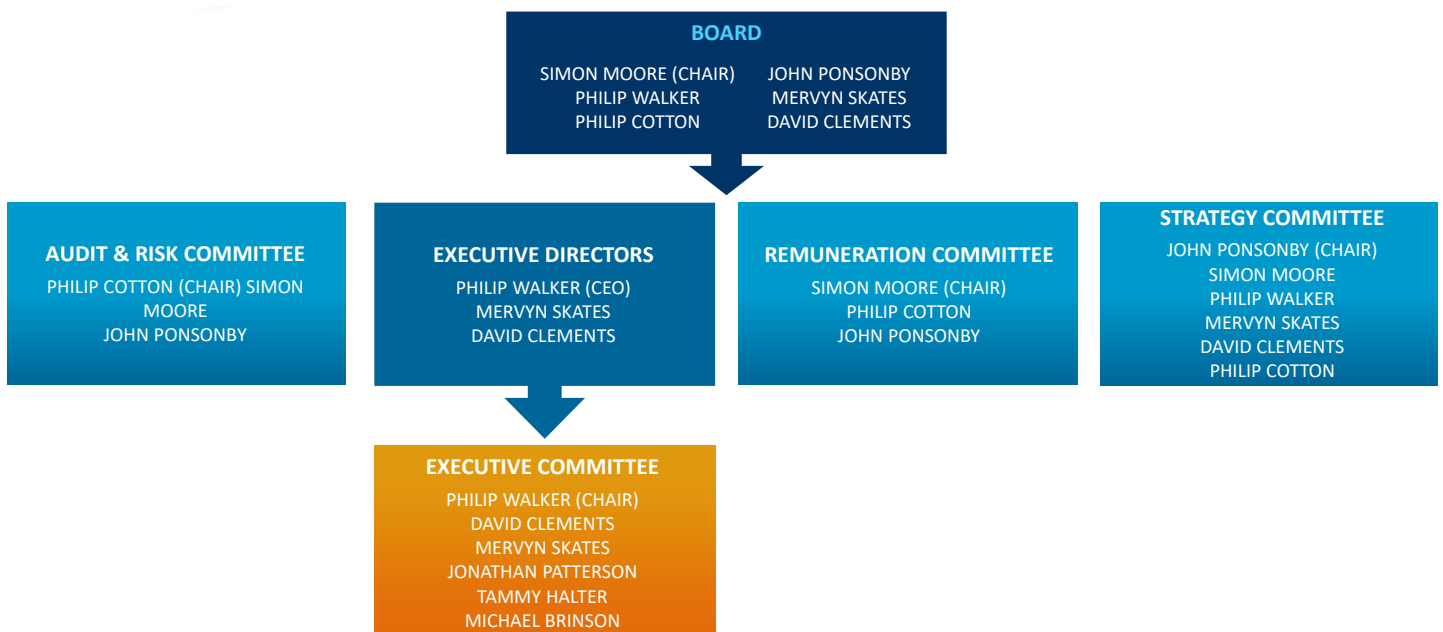 BOARD
SIMON MOORE (CHAIR)
PHILIP WALKER
PHILIP COTTON
JOHN PONSONBY
MERVYN SKATES
DAVID CLEMENTS
AUDIT & RISK COMMITTEE
PHILIP COTTON (CHAIR) SIMON
MOORE
JOHN PONSONBY
EXECUTIVE DIRECTORS
PHILIP WALKER (CEO)
MERVYN SKATES
DAVID CLEMENTS
REMUNERATION COMMITTEE
SIMON MOORE (CHAIR)
PHILIP COTTON
JOHN PONSONBY
STRATEGY COMMITTEE
JOHN PONSONBY (CHAIR)
SIMON MOORE
PHILIP WALKER
MERVYN SKATES
DAVID CLEMENTS
PHILIP COTTON
EXECUTIVE COMMITTEE
PHILIP WALKER (CHAIR)
DAVID CLEMENTS
MERVYN SKATES
JONATHAN PATTERSON
TAMMY HALTER
MICHAEL BRINSON